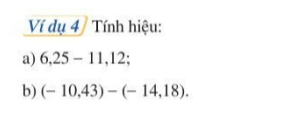 Ví dụ 4 Tính hiệu:
a) 6,25 – 11,12;
b) (– 10,43) – (– 14,18).